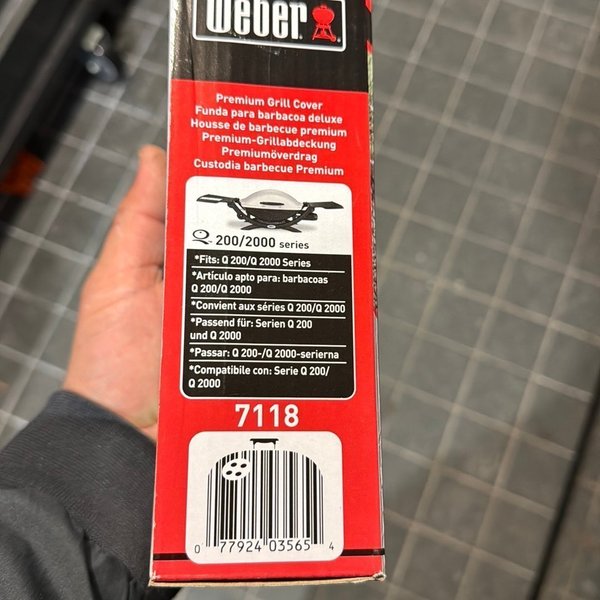 Weber
Premium Grill Cover
Funda para barbacoa deluxe
Housse de barbecue premium
Premium-Grillabdeckung
Premiumöverdrag
Custodia barbecue Premium
Q 200/2000 series
*Fits: Q 200/Q 2000 Series
*Artículo apto para: barbacoas
Q 200/Q 2000
*Convient aux séries Q 200/Q 2000
*Passend für: Serien Q 200
und Q 2000
*Passar: Q 200-/Q 2000-serierna
*Compatibile con: Serie Q 200/
Q 2000
7118
0 77924 03565 4